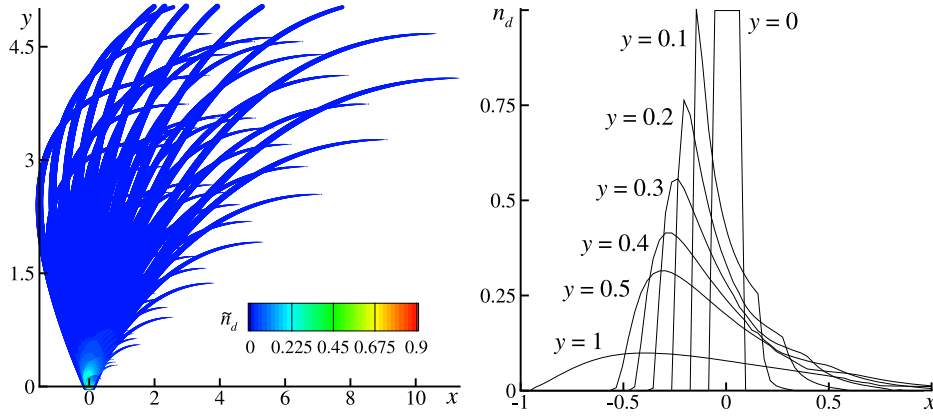 y
4.5
3
1.5
0
ñ_d
0 0.225 0.45 0.675 0.9
0 2 4 6 8 10 x
n_d
0.75
0.5
0.25
0
y = 0.1
y = 0
y = 0.2
y = 0.3
y = 0.4
y = 0.5
y = 1
-1 -0.5 0 0.5 x